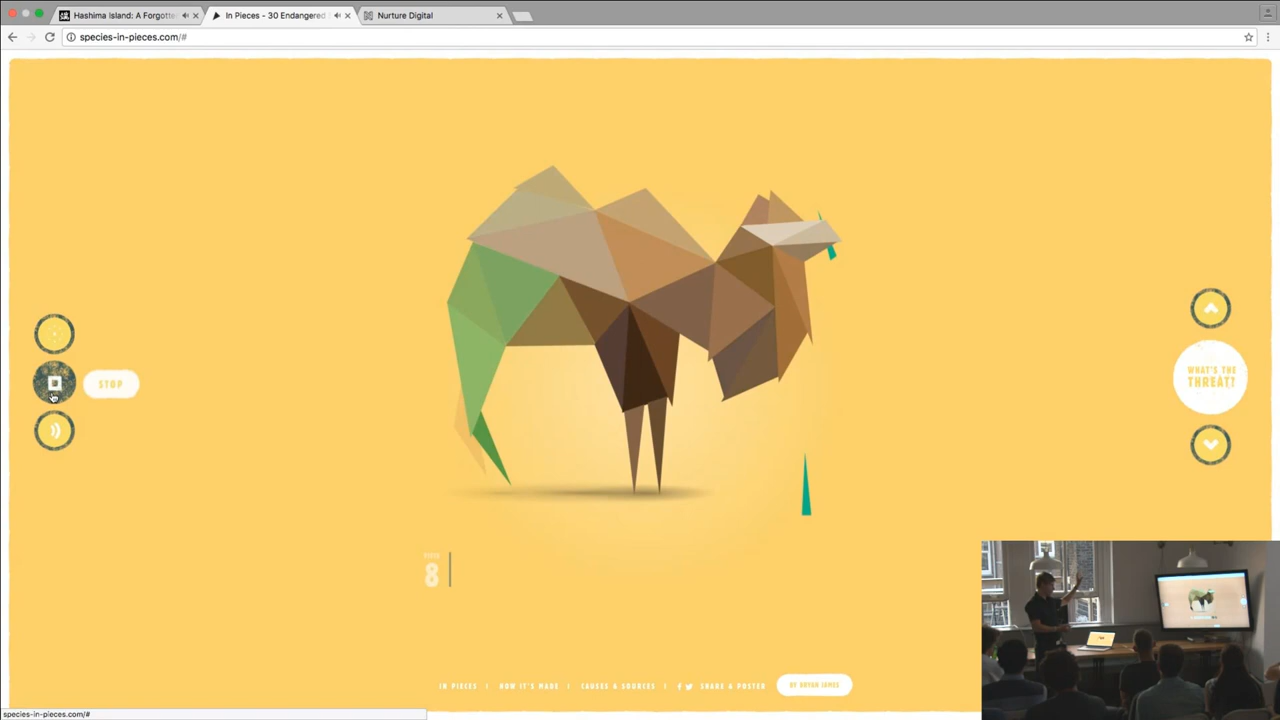 Hashima Island: A Forgotte
In Pieces - 30 Endangered
Nurture Digital
species-in-pieces.com/#
STOP
WHAT'S THE
THREAT?
8
IN PIECES | HOW IT'S MADE | CAUSES & SOURCES | SHARE A POSTER
BY BRYAN JAMES
species-in-pieces.com/#